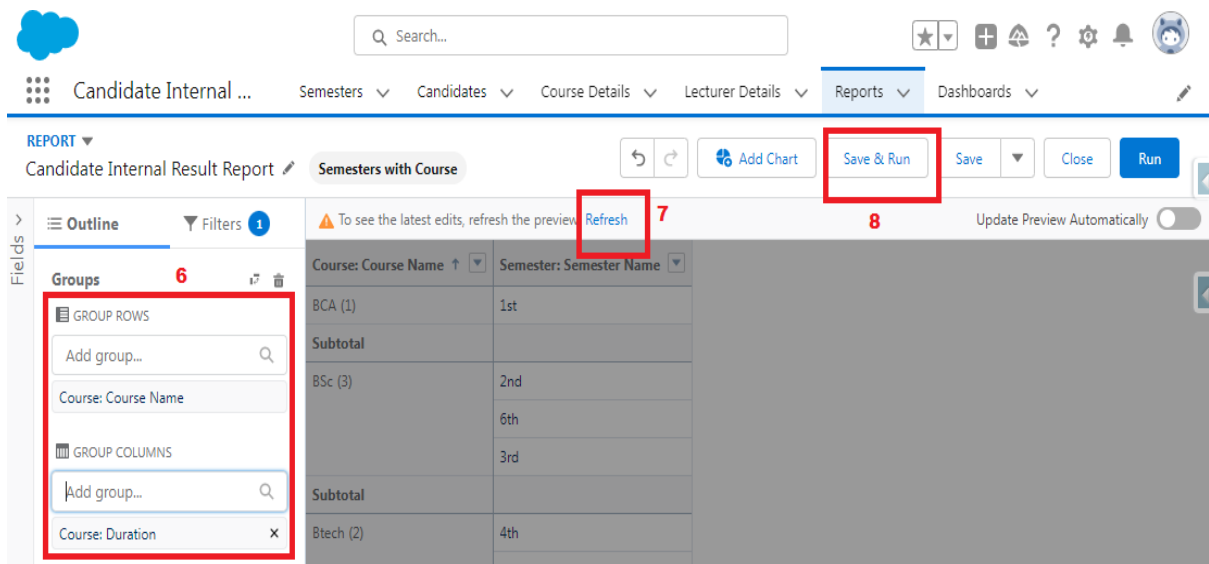 Search...
Candidate Internal ... Semesters Candidates Course Details Lecturer Details Reports Dashboards
REPORT
Candidate Internal Result Report Semesters with Course Add Chart Save & Run Save Close Run
Fields Outline Filters 1 To see the latest edits, refresh the preview Refresh 7 8 Update Preview Automatically
Groups 6 Course: Course Name Semester: Semester Name
GROUP ROWS BCA (1) 1st
Add group... Subtotal
Course: Course Name BSc (3) 2nd
6th
GROUP COLUMNS 3rd
Add group... Subtotal
Course: Duration Btech (2) 4th